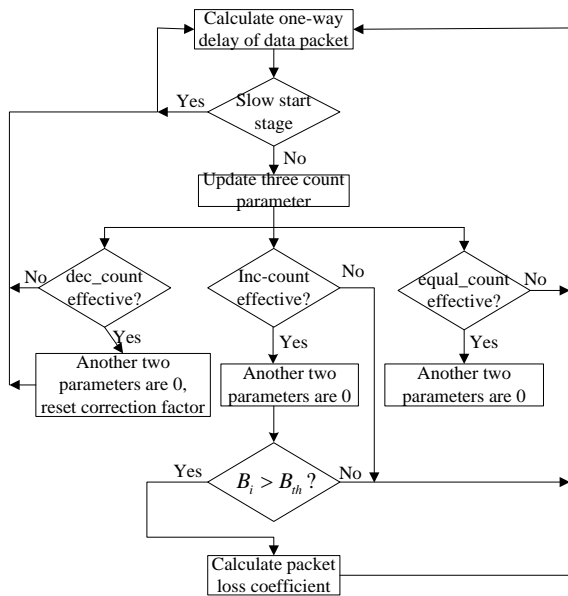 Calculate one-way
delay of data packet
Yes
Slow start
stage
No
Update three count
parameter
No
dec_count
effective?
Inc-count
effective?
No
equal_count
effective?
No
Yes
Yes
Yes
Another two
parameters are 0,
reset correction factor
Another two
parameters are 0
Another two
parameters are 0
Yes
B_i > B_th ?
No
Calculate packet
loss coefficient